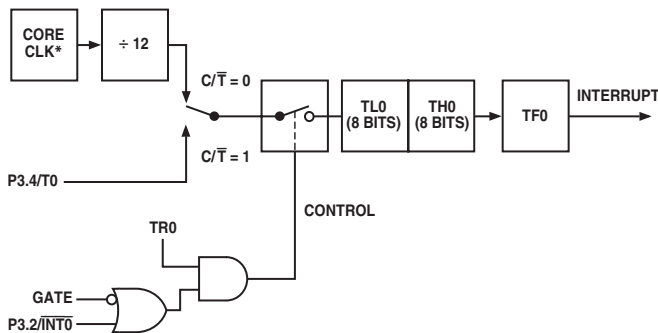 CORE
CLK*
÷ 12
C/T̅ = 0
TL0
(8 BITS)
TH0
(8 BITS)
TF0
INTERRUPT
C/T̅ = 1
P3.4/T0
CONTROL
TR0
GATE
P3.2/I̅N̅T̅0̅